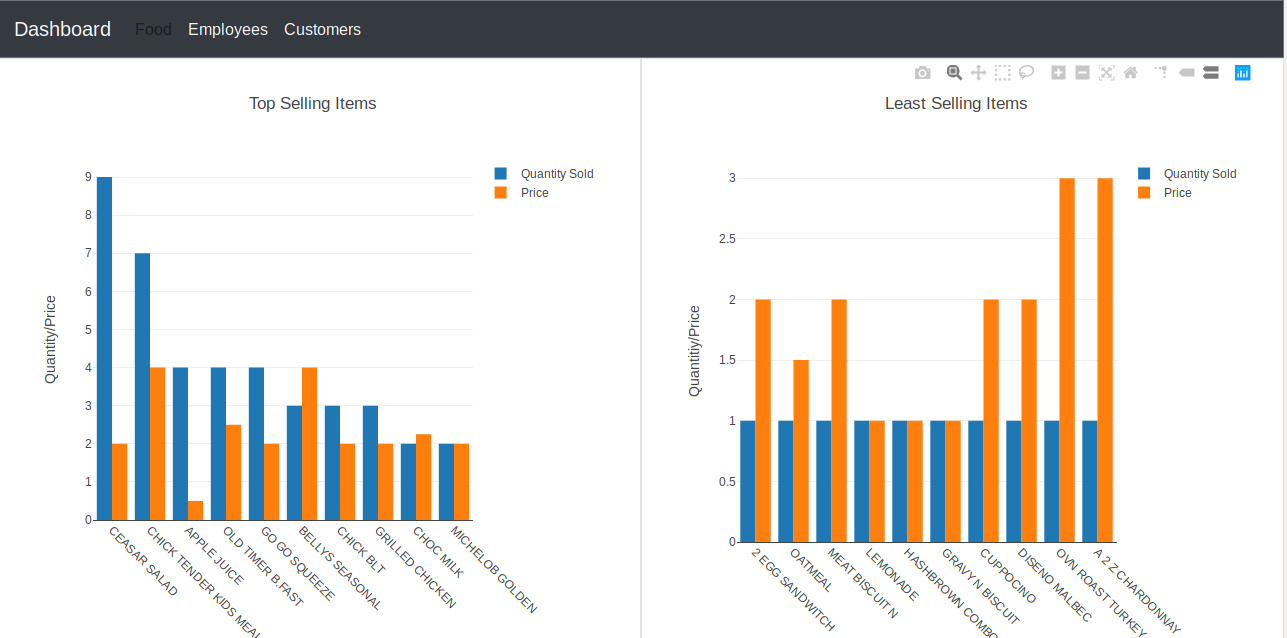 Dashboard Food Employees Customers
Top Selling Items
Quantity Sold
Price
Quantity/Price
9
8
7
6
5
4
3
2
1
0
CEASAR SALAD
CHICK TENDER KIDS MEAL
APPLE JUICE
OLD TIMER B.FAST
GO GO SQUEEZE
BELLYS SEASONAL
CHICK BLT
GRILLED CHICKEN
CHOC MILK
MICHELOB GOLDEN
Least Selling Items
Quantity Sold
Price
Quantitiy/Price
3
2.5
2
1.5
1
0.5
0
2 EGG SANDWITCH
OATMEAL
MEAT BISCUIT N
LEMONADE
HASHBROWN COMBO
GRAVY N BISCUIT
CUPPOCINO
DISENO MALBEC
OVN ROAST TURKEY
A 2 Z CHARDONNAY